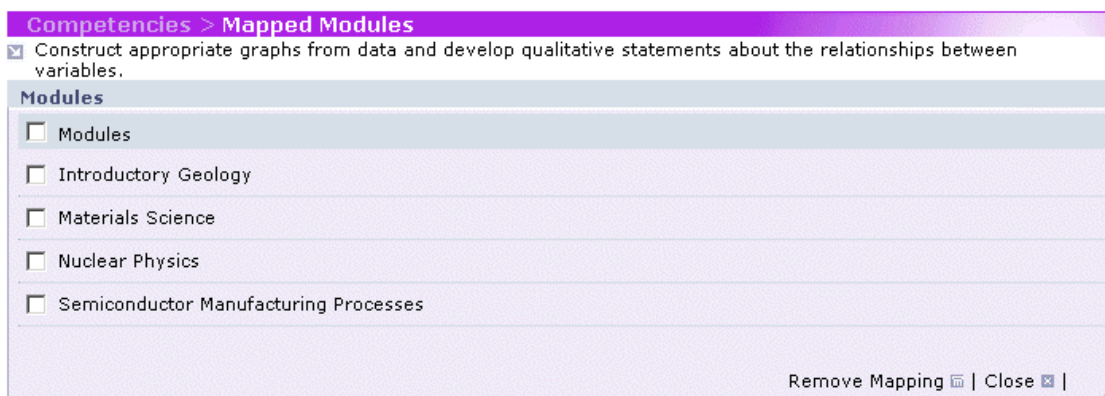 Competencies > Mapped Modules
Construct appropriate graphs from data and develop qualitative statements about the relationships between
variables.
Modules
Modules
Introductory Geology
Materials Science
Nuclear Physics
Semiconductor Manufacturing Processes
Remove Mapping | Close |